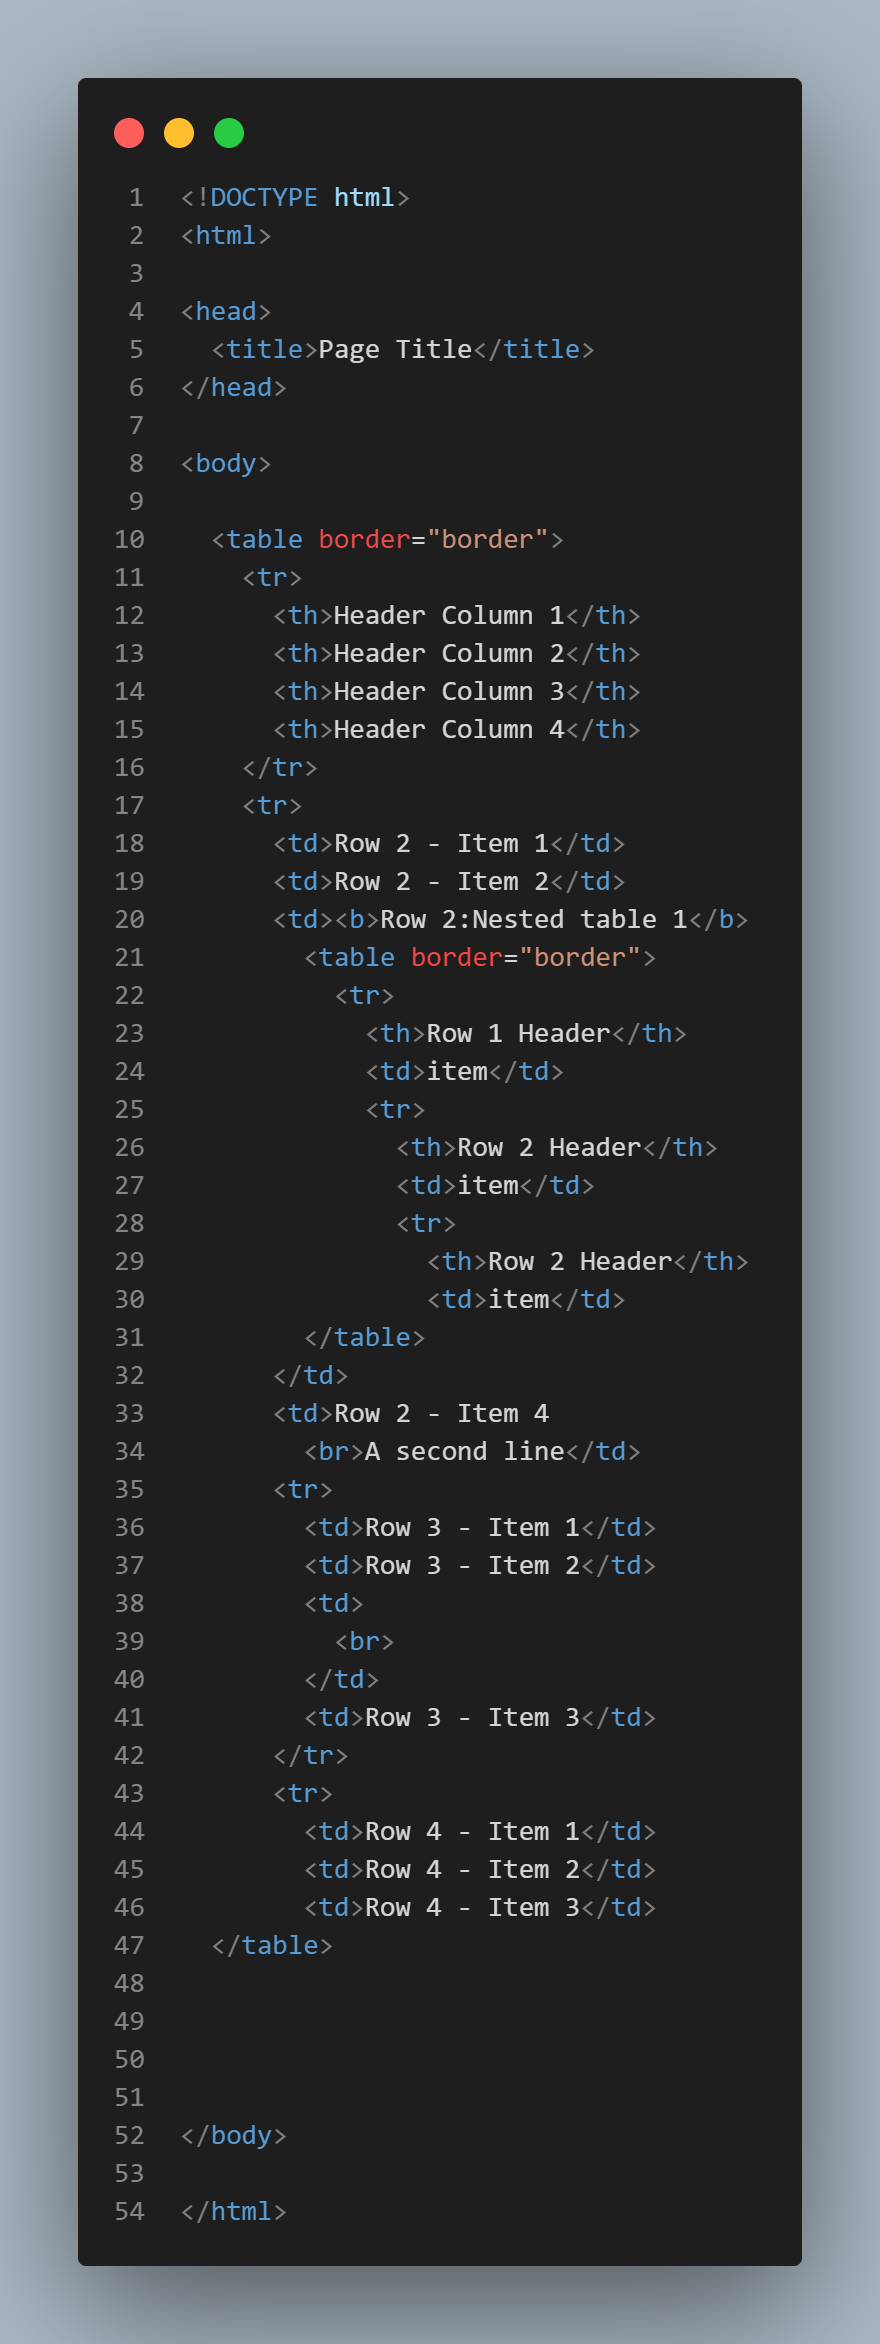 1 <!DOCTYPE html>
2 <html>
3
4 <head>
5   <title>Page Title</title>
6 </head>
7
8 <body>
9
10   <table border="border">
11     <tr>
12       <th>Header Column 1</th>
13       <th>Header Column 2</th>
14       <th>Header Column 3</th>
15       <th>Header Column 4</th>
16     </tr>
17     <tr>
18       <td>Row 2 - Item 1</td>
19       <td>Row 2 - Item 2</td>
20       <td><b>Row 2:Nested table 1</b>
21         <table border="border">
22           <tr>
23             <th>Row 1 Header</th>
24             <td>item</td>
25             <tr>
26               <th>Row 2 Header</th>
27               <td>item</td>
28               <tr>
29                 <th>Row 2 Header</th>
30                 <td>item</td>
31         </table>
32       </td>
33       <td>Row 2 - Item 4
34         <br>A second line</td>
35       <tr>
36         <td>Row 3 - Item 1</td>
37         <td>Row 3 - Item 2</td>
38         <td>
39           <br>
40         </td>
41         <td>Row 3 - Item 3</td>
42       </tr>
43       <tr>
44         <td>Row 4 - Item 1</td>
45         <td>Row 4 - Item 2</td>
46         <td>Row 4 - Item 3</td>
47   </table>
48
49
50
51
52 </body>
53
54 </html>